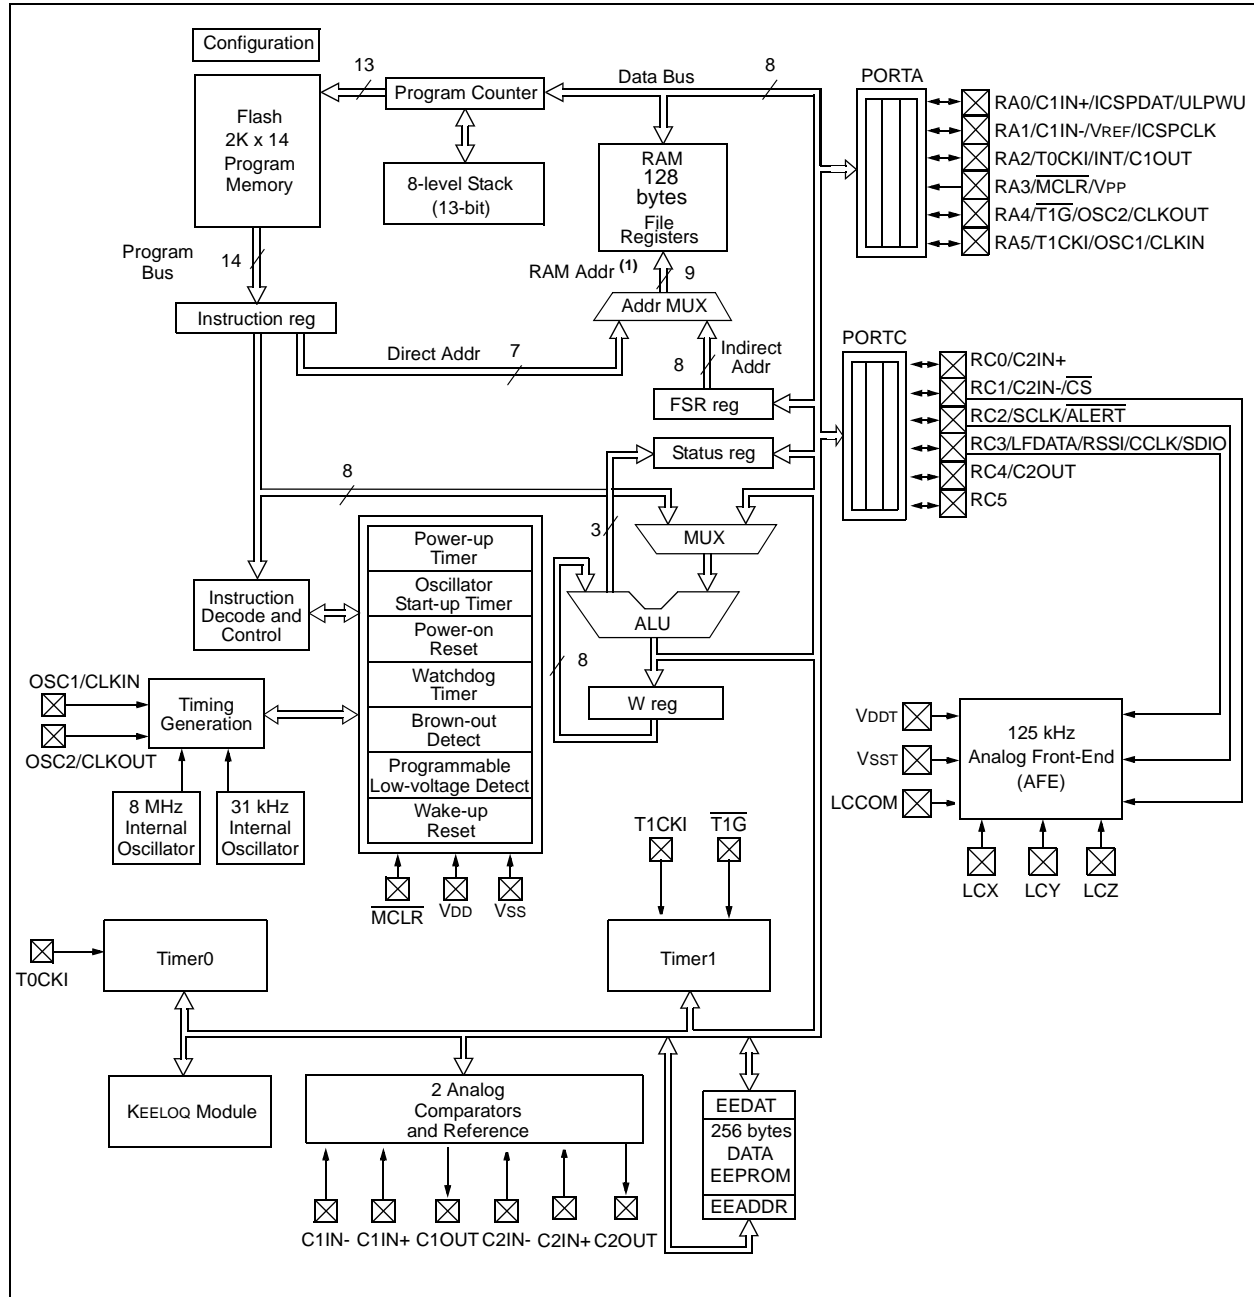 Configuration
13
Data Bus
8
PORTA
Flash
2K x 14
Program
Memory
Program Counter
8-level Stack
(13-bit)
RAM
128
bytes
File
Registers
RA0/C1IN+/ICSPDAT/ULPWU
RA1/C1IN-/VREF/ICSPCLK
RA2/T0CKI/INT/C1OUT
RA3/MCLR/VPP
RA4/T1G/OSC2/CLKOUT
RA5/T1CKI/OSC1/CLKIN
Program
Bus
14
RAM Addr (1)
9
Instruction reg
Addr MUX
Direct Addr
7
8
Indirect
Addr
PORTC
RC0/C2IN+
RC1/C2IN-/CS
RC2/SCLK/ALERT
RC3/LFDATA/RSSI/CCLK/SDIO
RC4/C2OUT
RC5
FSR reg
Status reg
8
3
MUX
Power-up
Timer
Oscillator
Start-up Timer
Power-on
Reset
Watchdog
Timer
Brown-out
Detect
Programmable
Low-voltage Detect
Wake-up
Reset
Instruction
Decode and
Control
ALU
8
W reg
OSC1/CLKIN
OSC2/CLKOUT
Timing
Generation
8 MHz
Internal
Oscillator
31 kHz
Internal
Oscillator
VDDT
VSST
LCCOM
125 kHz
Analog Front-End
(AFE)
LCX
LCY
LCZ
MCLR
VDD
VSS
T1CKI
T1G
T0CKI
Timer0
Timer1
KEELOQ Module
2 Analog
Comparators
and Reference
EEDAT
256 bytes
DATA
EEPROM
EEADDR
C1IN-
C1IN+
C1OUT
C2IN-
C2IN+
C2OUT